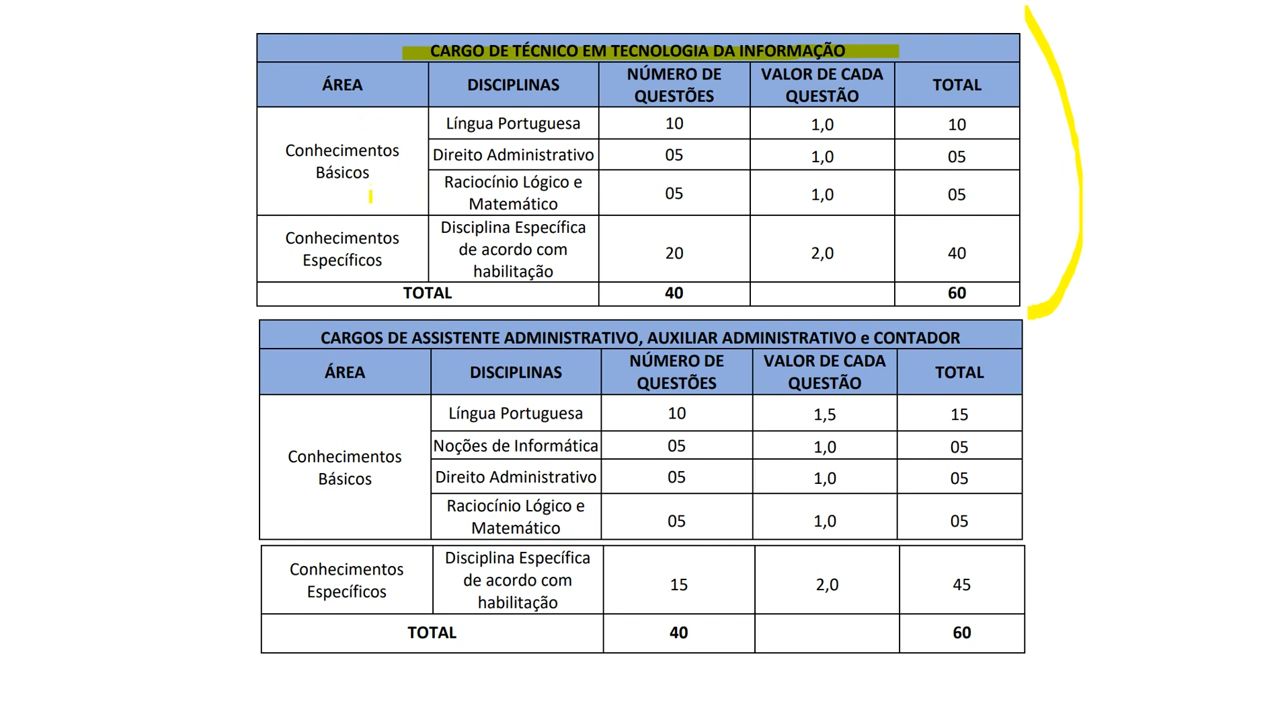 CARGO DE TÉCNICO EM TECNOLOGIA DA INFORMAÇÃO
ÁREA DISCIPLINAS NÚMERO DE QUESTÕES VALOR DE CADA QUESTÃO TOTAL
Conhecimentos Básicos
Língua Portuguesa 10 1,0 10
Direito Administrativo 05 1,0 05
Raciocínio Lógico e Matemático 05 1,0 05
Conhecimentos Específicos
Disciplina Específica de acordo com habilitação 20 2,0 40
TOTAL 40 60
CARGOS DE ASSISTENTE ADMINISTRATIVO, AUXILIAR ADMINISTRATIVO e CONTADOR
ÁREA DISCIPLINAS NÚMERO DE QUESTÕES VALOR DE CADA QUESTÃO TOTAL
Conhecimentos Básicos
Língua Portuguesa 10 1,5 15
Noções de Informática 05 1,0 05
Direito Administrativo 05 1,0 05
Raciocínio Lógico e Matemático 05 1,0 05
Conhecimentos Específicos
Disciplina Específica de acordo com habilitação 15 2,0 45
TOTAL 40 60